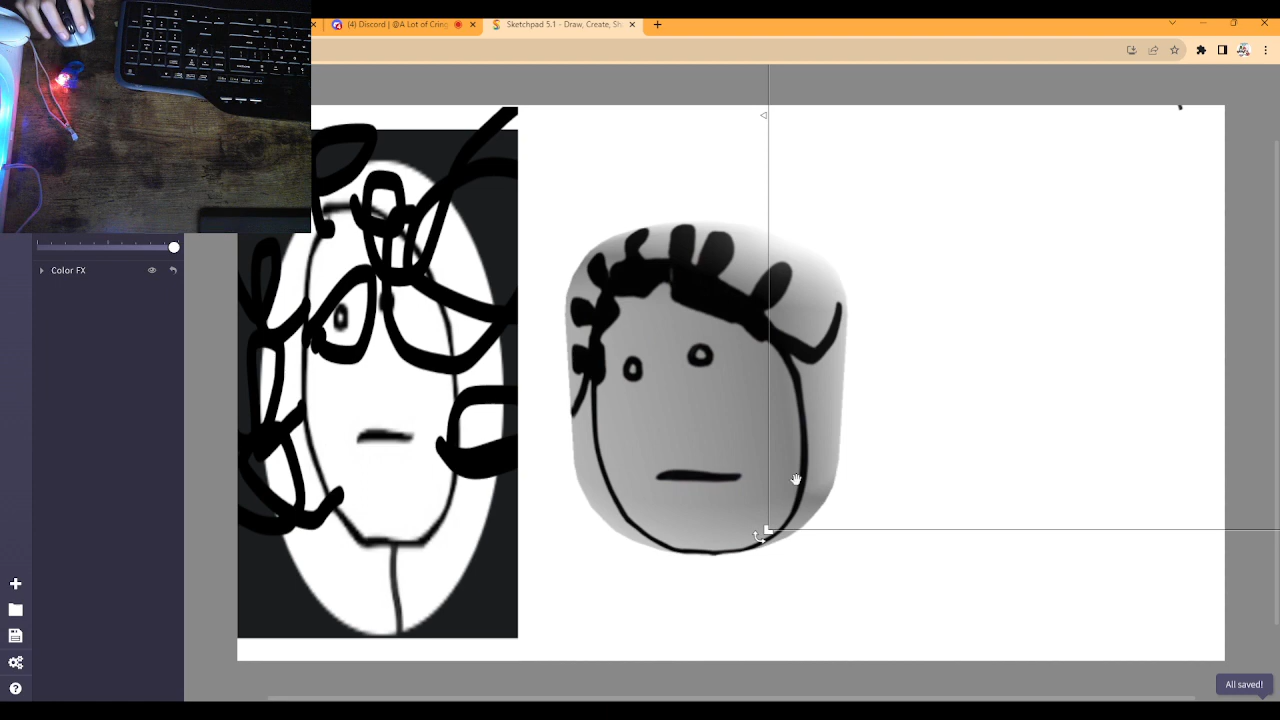 (4) Discord | @A Lot of Cring
Sketchpad 5.1 - Draw, Create, Sh
Color FX
All saved!